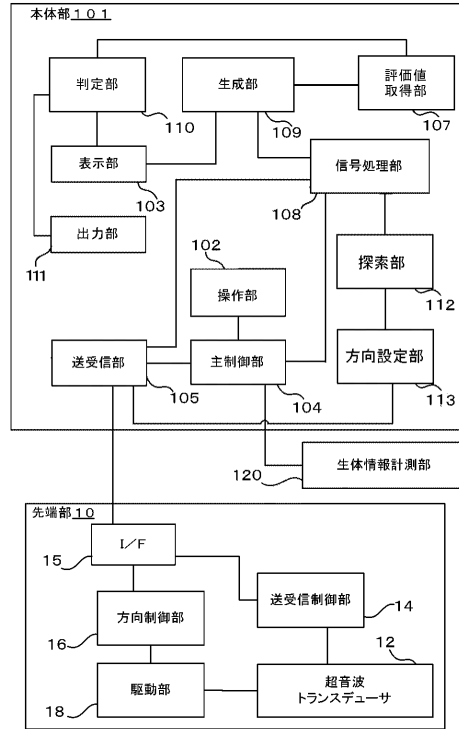 本体部101
判定部
110
生成部
109
評価値
取得部
107
表示部
103
信号処理部
108
出力部
111
102
操作部
探索部
112
送受信部
105
主制御部
104
方向設定部
113
生体情報計測部
120
先端部10
I/F
15
送受信制御部
14
方向制御部
16
12
駆動部
18
超音波
トランスデューサ